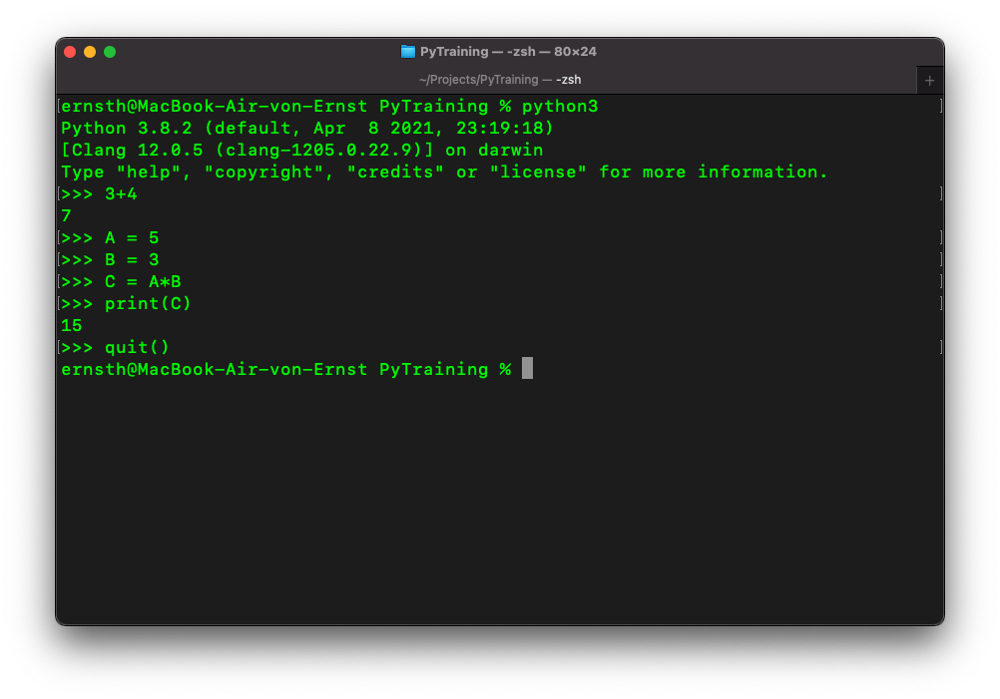 PyTraining — -zsh — 80×24
~/Projects/PyTraining — -zsh +
[ernsth@MacBook-Air-von-Ernst PyTraining % python3 ]
Python 3.8.2 (default, Apr  8 2021, 23:19:18)
[Clang 12.0.5 (clang-1205.0.22.9)] on darwin
Type "help", "copyright", "credits" or "license" for more information.
[>>> 3+4 ]
7
[>>> A = 5 ]
[>>> B = 3 ]
[>>> C = A*B ]
[>>> print(C) ]
15
[>>> quit() ]
ernsth@MacBook-Air-von-Ernst PyTraining %